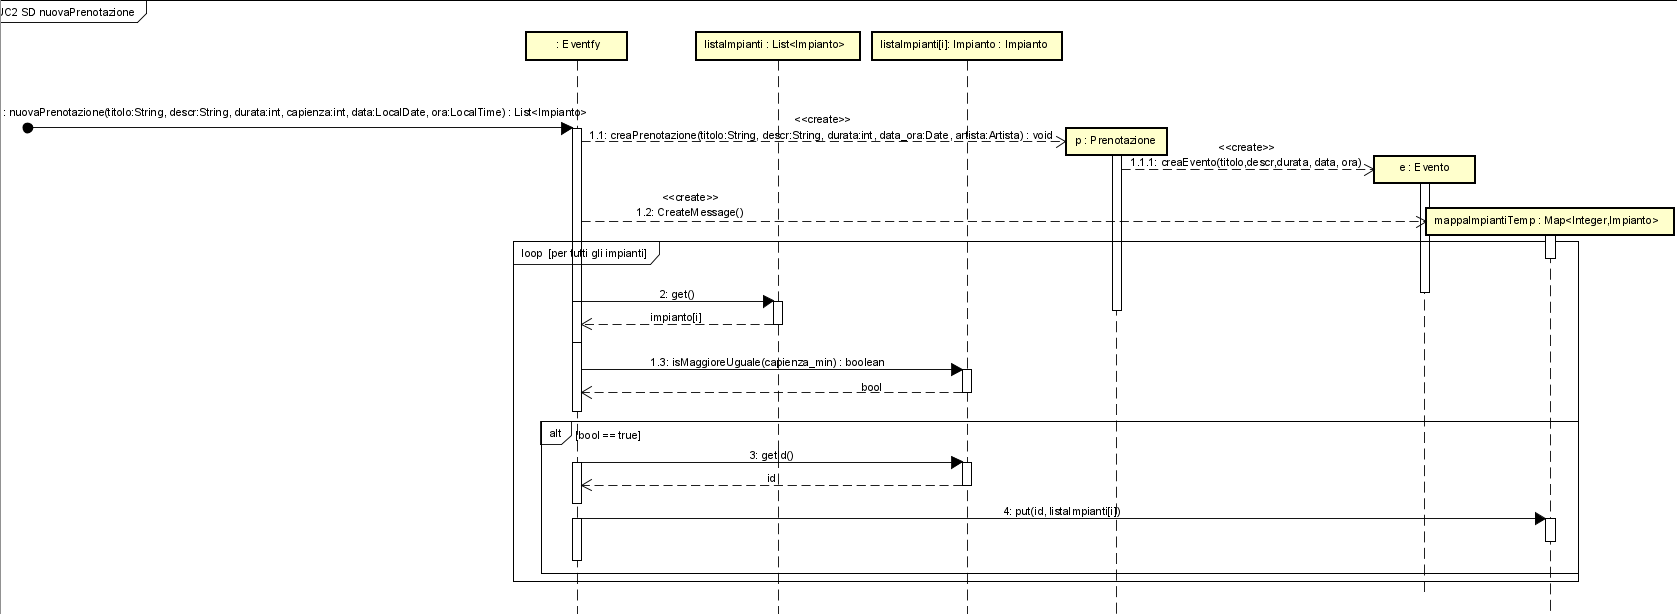 UC2 SD nuovaPrenotazione
: Eventfy
listaImpianti : List<Impianto>
listaImpianti[i]: Impianto : Impianto
: nuovaPrenotazione(titolo:String, descr:String, durata:int, capienza:int, data:LocalDate, ora:LocalTime) : List<Impianto>
<<create>>
1.1: creaPrenotazione(titolo:String, descr:String, durata:int, data_ora:Date, artista:Artista) : void
p : Prenotazione
<<create>>
1.1.1: creaEvento(titolo,descr,durata, data, ora)
e : Evento
<<create>>
1.2: CreateMessage()
mappaImpiantiTemp : Map<Integer,Impianto>
loop [per tutti gli impianti]
2: get()
impianto[i]
1.3: isMaggioreUguale(capienza_min) : boolean
bool
alt [bool == true]
3: getId()
id
4: put(id, listaImpianti[i])